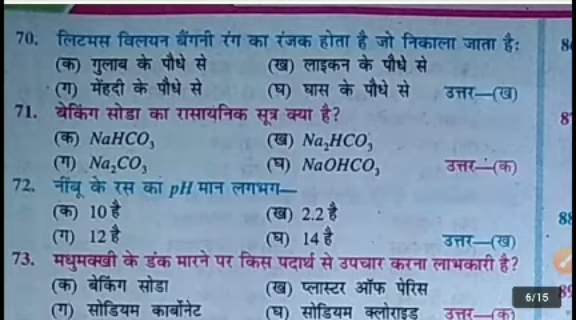 70. लिटमस विलयन बैंगनी रंग का रंजक होता है जो निकाला जाता है:
(क) गुलाब के पौधे से (ख) लाइकन के पौधे से
(ग) मेंहदी के पौधे से (घ) घास के पौधे से उत्तर—(ख)
71. बेकिंग सोडा का रासायनिक सूत्र क्या है?
(क) NaHCO₃ (ख) Na₂HCO₃
(ग) Na₂CO₃ (घ) NaOHCO₃ उत्तर—(क)
72. नींबू के रस का pH मान लगभग—
(क) 10 है (ख) 2.2 है
(ग) 12 है (घ) 14 है उत्तर—(ख)
73. मधुमक्खी के डंक मारने पर किस पदार्थ से उपचार करना लाभकारी है?
(क) बेकिंग सोडा (ख) प्लास्टर ऑफ पेरिस
(ग) सोडियम कार्बोनेट (घ) सोडियम क्लोराइड उत्तर—(क)
6/15
88